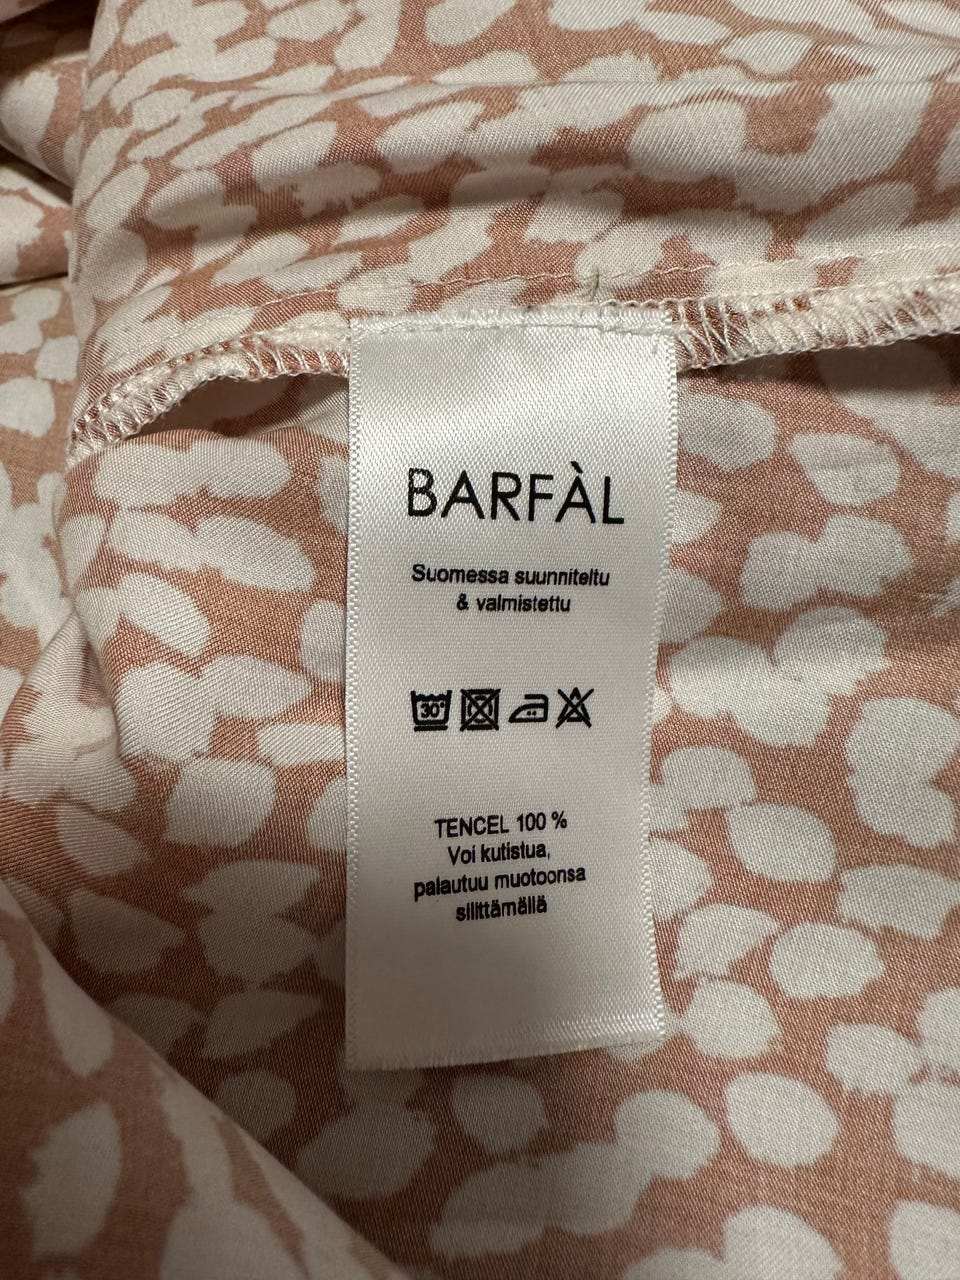 BARFÀL
Suomessa suunniteltu
& valmistettu
30°
TENCEL 100 %
Voi kutistua,
palautuu muotoonsa
silittämällä